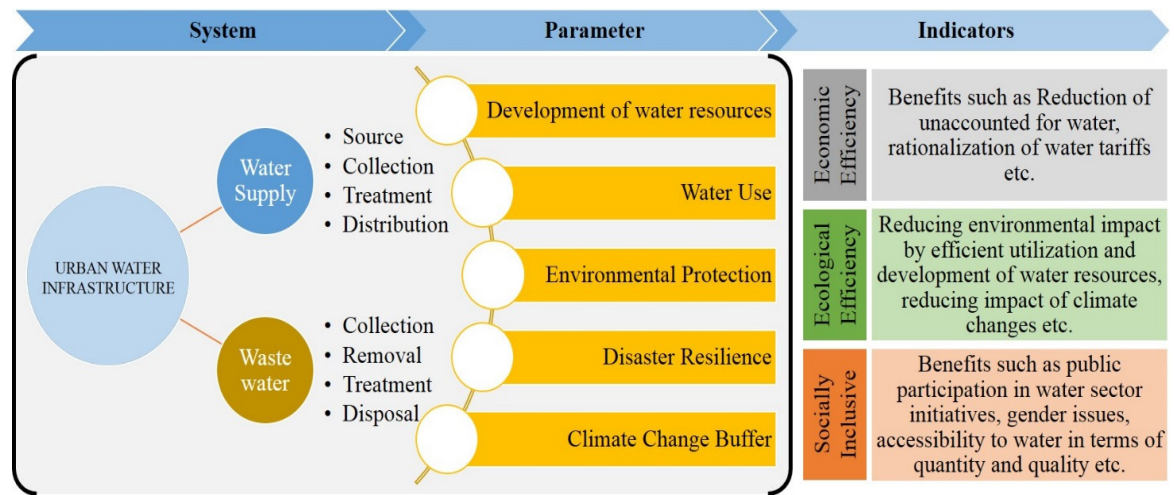 System
Parameter
Indicators
URBAN WATER
INFRASTRUCTURE
Water
Supply
• Source
• Collection
• Treatment
• Distribution
Waste
water
• Collection
• Removal
• Treatment
• Disposal
Development of water resources
Water Use
Environmental Protection
Disaster Resilience
Climate Change Buffer
Economic
Efficiency
Benefits such as Reduction of
unaccounted for water,
rationalization of water tariffs
etc.
Ecological
Efficiency
Reducing environmental impact
by efficient utilization and
development of water resources,
reducing impact of climate
changes etc.
Socially
Inclusive
Benefits such as public
participation in water sector
initiatives, gender issues,
accessibility to water in terms of
quantity and quality etc.